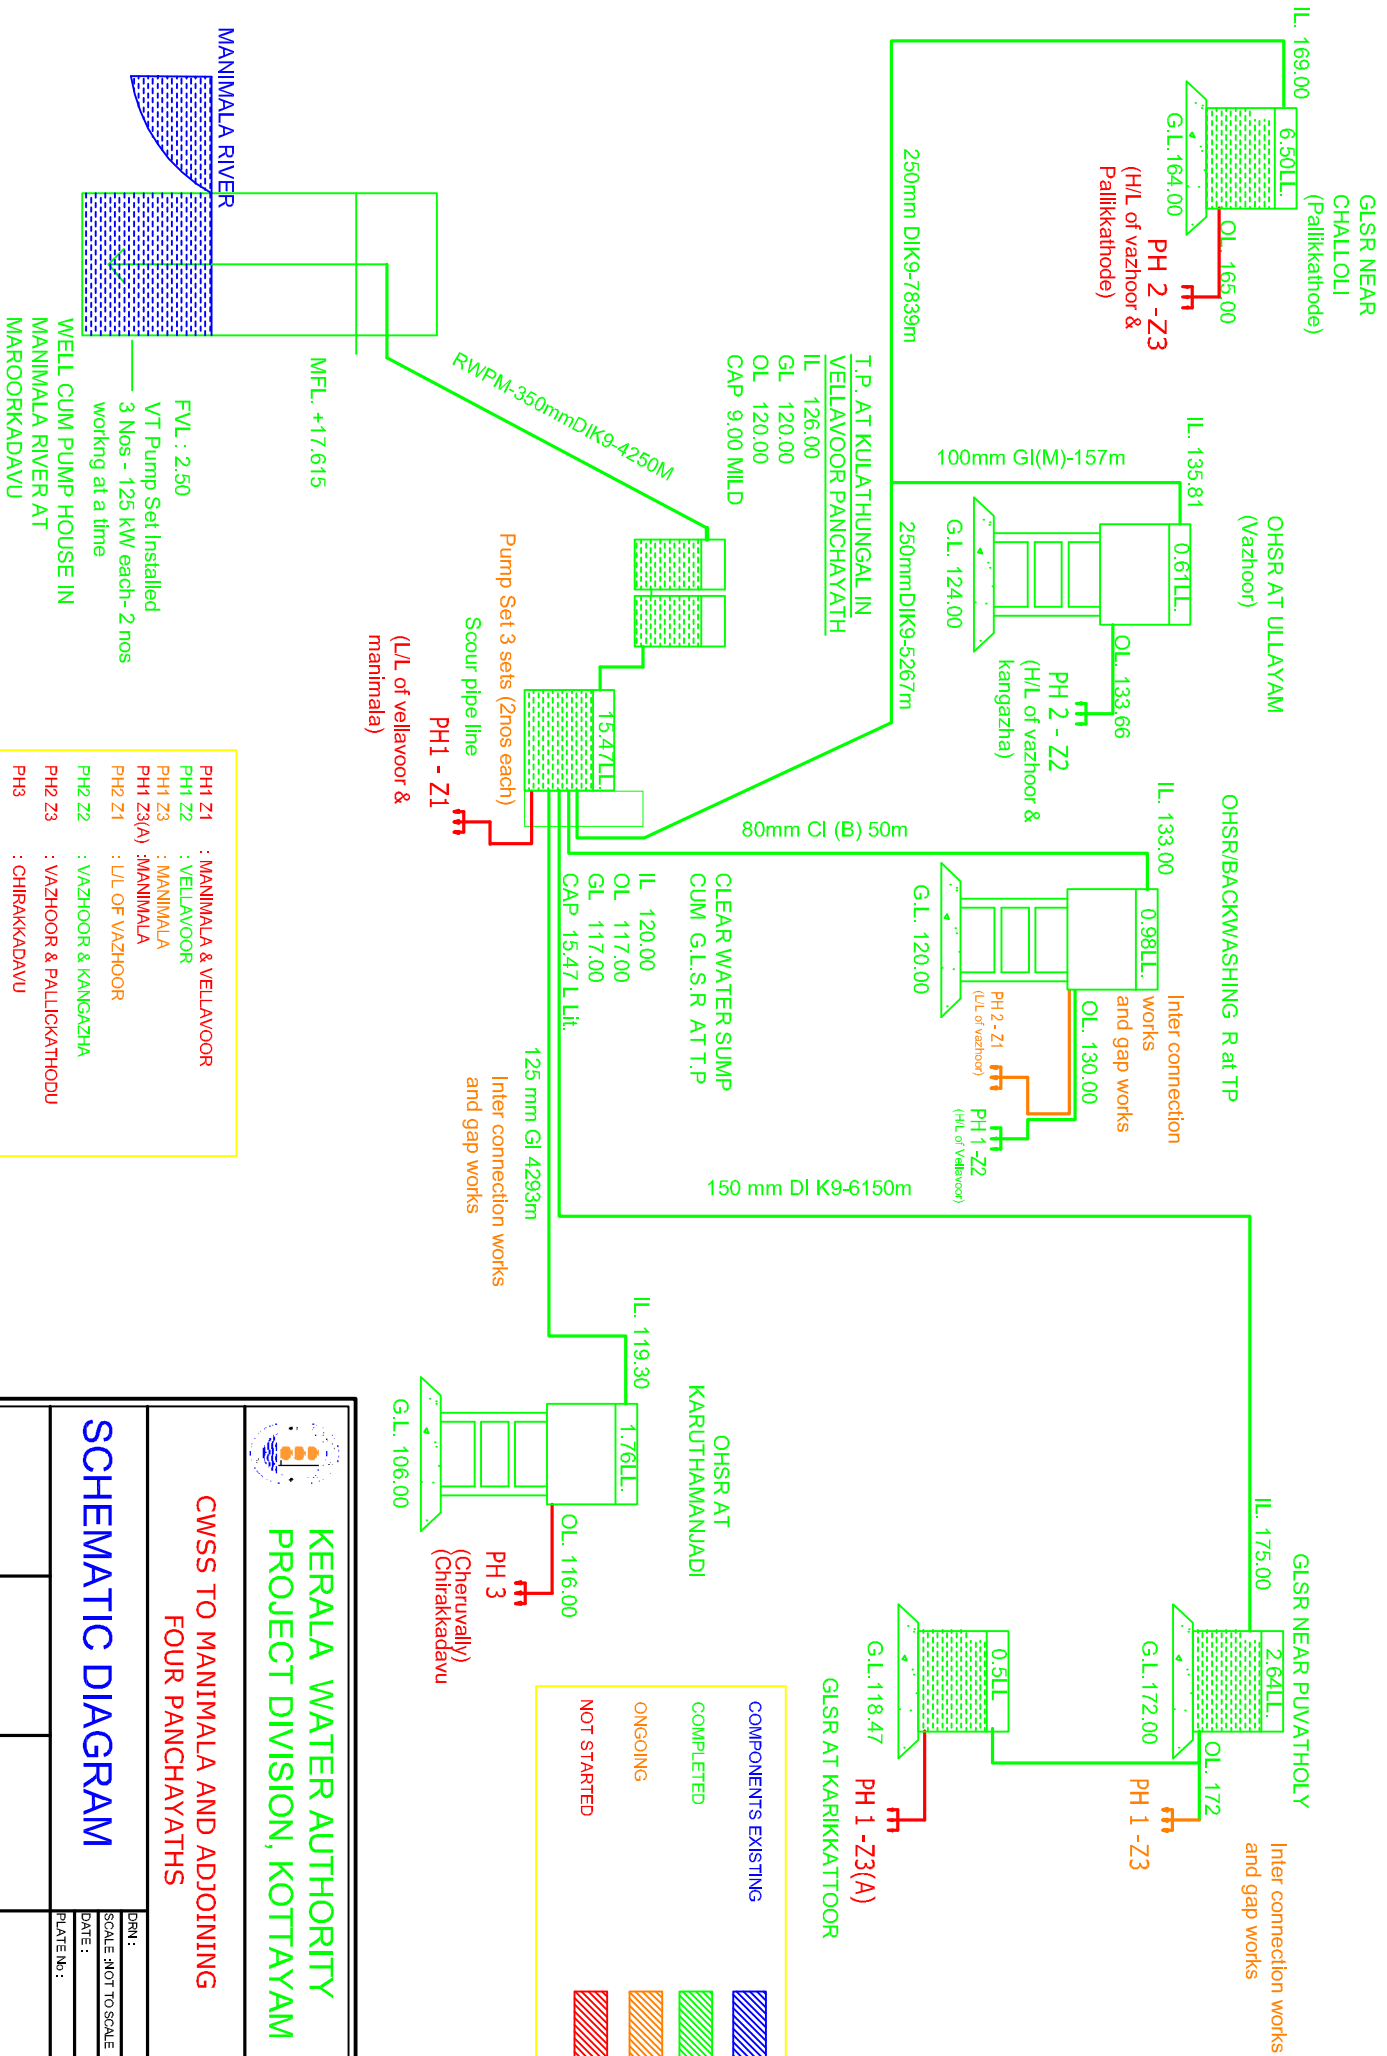 GLSR NEAR
CHALLOLI
(Pallikkathode)
IL. 169.00
6.50LL.
G.L.164.00
OL. 165.00
PH 2 -Z3
(H/L of vazhoor &
Pallikkathode)
250mm DIK9-7839m
OHSR AT ULLAYAM
(Vazhoor)
IL. 135.81
0.61LL.
G.L. 124.00
OL. 133.66
100mm GI(M)-157m
PH 2 - Z2
(H/L of vazhoor &
kangazha)
250mmDIK9-5267m
OHSR/BACKWASHING R at TP
IL. 133.00
0.98LL.
G.L. 120.00
OL. 130.00
80mm CI (B) 50m
Inter connection
works
and gap works
PH 2 - Z1
(L/L of vazhoor)
PH 1 -Z2
(H/L of Vellavoor)
GLSR NEAR PUVATHOLY
IL. 175.00
2.64LL.
G.L.172.00
OL. 172
150 mm DI K9-6150m
PH 1 -Z3
Inter connection works
and gap works
0.5LL
G.L.118.47
GLSR AT KARIKKATTOOR
PH 1 -Z3(A)
T.P. AT KULATHUNGAL IN
VELLAVOOR PANCHAYATH
IL 126.00
GL 120.00
OL 120.00
CAP 9.00 MILD
CLEAR WATER SUMP
CUM G.L.S.R AT T.P
IL 120.00
OL 117.00
GL 117.00
CAP 15.47 L Lit.
15.47LL.
Pump Set 3 sets (2nos each)
Scour pipe line
PH1 - Z1
(L/L of vellavoor &
manimala)
125 mm GI 4293m
Inter connection works
and gap works
OHSR AT
KARUTHAMANJADI
IL. 119.30
1.76LL.
G.L. 106.00
OL. 116.00
PH 3
(Cheruvally)
(Chirakkadavu
MANIMALA RIVER
RWPM-350mmDIK9-4250M
MFL. +17.615
FVL : 2.50
VT Pump Set Installed
3 Nos - 125 kW each- 2 nos
workng at a time
WELL CUM PUMP HOUSE IN
MANIMALA RIVER AT
MAROORKADAVU
PH1 Z1 : MANIMALA & VELLAVOOR
PH1 Z2 : VELLAVOOR
PH1 Z3 : MANIMALA
PH1 Z3(A) :MANIMALA
PH2 Z1 : L/L OF VAZHOOR
PH2 Z2 : VAZHOOR & KANGAZHA
PH2 Z3 : VAZHOOR & PALLICKATHODU
PH3 : CHIRAKKADAVU
COMPONENTS EXISTING
COMPLETED
ONGOING
NOT STARTED
KERALA WATER AUTHORITY
PROJECT DIVISION, KOTTAYAM
CWSS TO MANIMALA AND ADJOINING
FOUR PANCHAYATHS
SCHEMATIC DIAGRAM
DRN :
SCALE :NOT TO SCALE
DATE :
PLATE No :